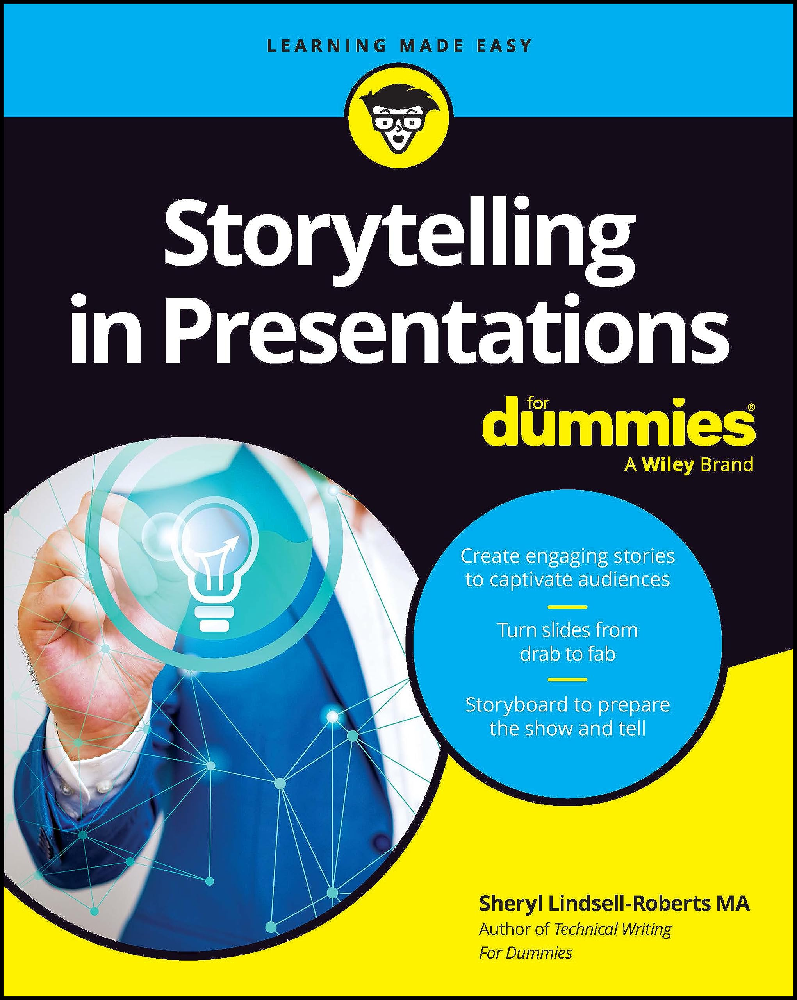 LEARNING MADE EASY
Storytelling
in Presentations
for
dummies®
A Wiley Brand
Create engaging stories
to captivate audiences
Turn slides from
drab to fab
Storyboard to prepare
the show and tell
Sheryl Lindsell-Roberts MA
Author of Technical Writing
For Dummies